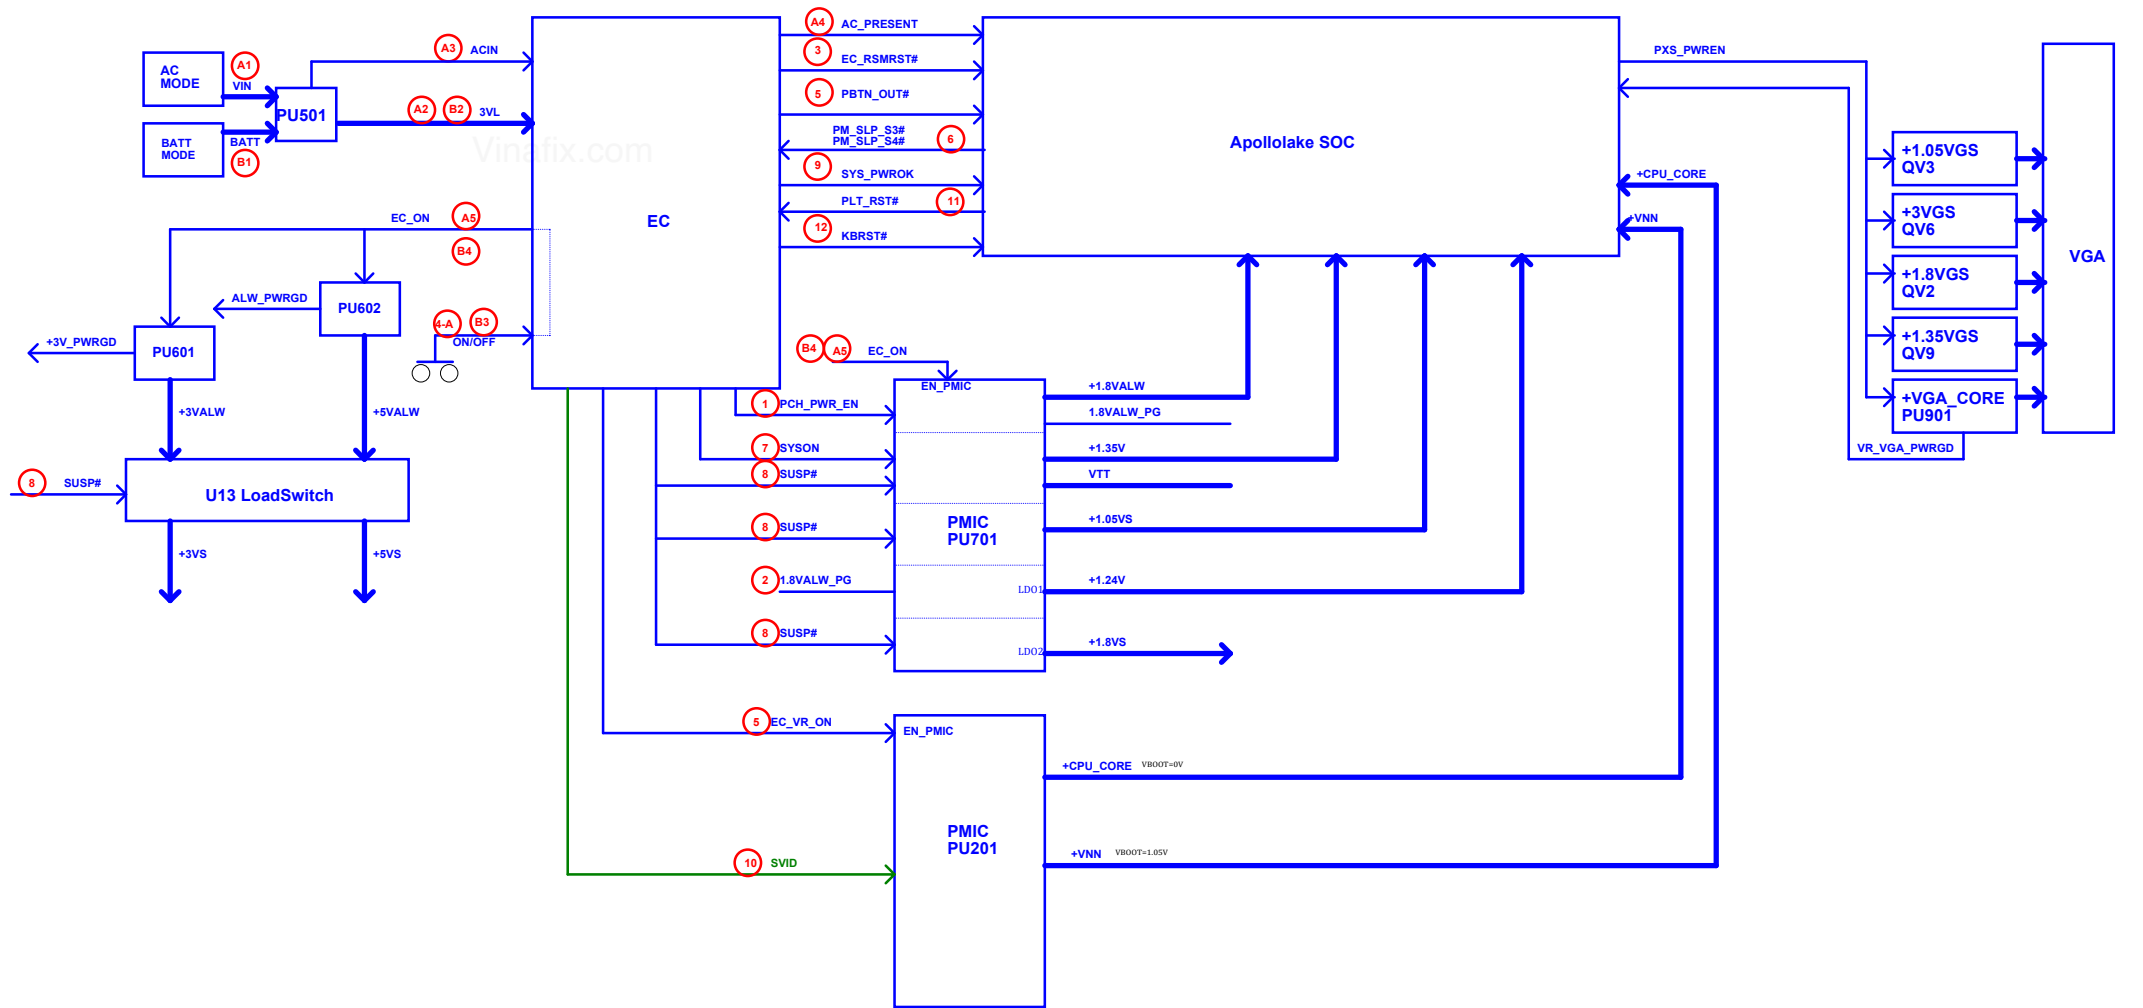 AC
MODE
A1
VIN
BATT
MODE
BATT
B1
PU501
A3
ACIN
A2
B2
3VL
Vinafix.com
EC
EC_ON
A5
B4
ALW_PWRGD
PU602
4-A
B3
ON/OFF
+3V_PWRGD
PU601
+3VALW
+5VALW
8
SUSP#
U13 LoadSwitch
+3VS
+5VS
A4
AC_PRESENT
3
EC_RSMRST#
5
PBTN_OUT#
PM_SLP_S3#
PM_SLP_S4#
6
9
SYS_PWROK
PLT_RST#
11
12
KBRST#
Apollolake SOC
PXS_PWREN
+CPU_CORE
+VNN
+1.05VGS
QV3
+3VGS
QV6
+1.8VGS
QV2
+1.35VGS
QV9
+VGA_CORE
PU901
VR_VGA_PWRGD
VGA
B4
A5
EC_ON
EN_PMIC
1
PCH_PWR_EN
7
SYSON
8
SUSP#
8
SUSP#
2
1.8VALW_PG
8
SUSP#
PMIC
PU701
LDO1
LDO2
+1.8VALW
1.8VALW_PG
+1.35V
VTT
+1.05VS
+1.24V
+1.8VS
5
EC_VR_ON
EN_PMIC
+CPU_CORE
VBOOT=0V
PMIC
PU201
+VNN
VBOOT=1.05V
10
SVID